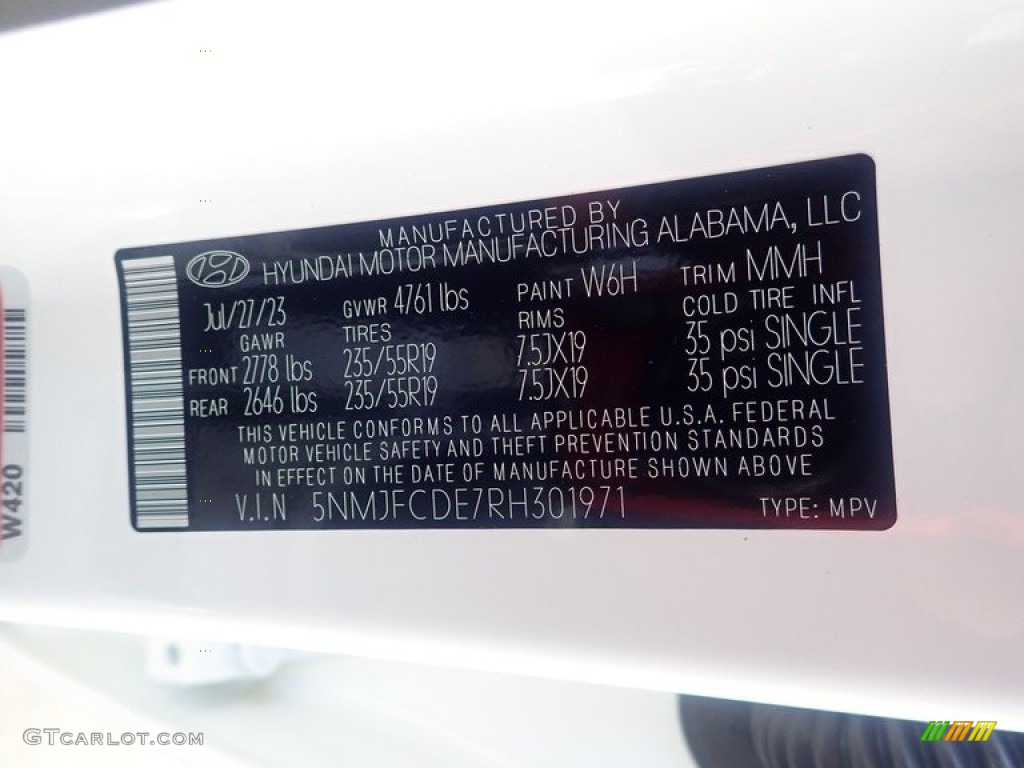 MANUFACTURED BY
HYUNDAI MOTOR MANUFACTURING ALABAMA, LLC
Jul/27/23 GVWR 4761 lbs PAINT W6H TRIM MMH
GAWR TIRES RIMS COLD TIRE INFL
FRONT 2778 lbs 235/55R19 7.5JX19 35 psi SINGLE
REAR 2646 lbs 235/55R19 7.5JX19 35 psi SINGLE
THIS VEHICLE CONFORMS TO ALL APPLICABLE U.S.A. FEDERAL
MOTOR VEHICLE SAFETY AND THEFT PREVENTION STANDARDS
IN EFFECT ON THE DATE OF MANUFACTURE SHOWN ABOVE
V.I.N 5NMJFCDE7RH301971 TYPE: MPV
W420
GTCARLOT.COM